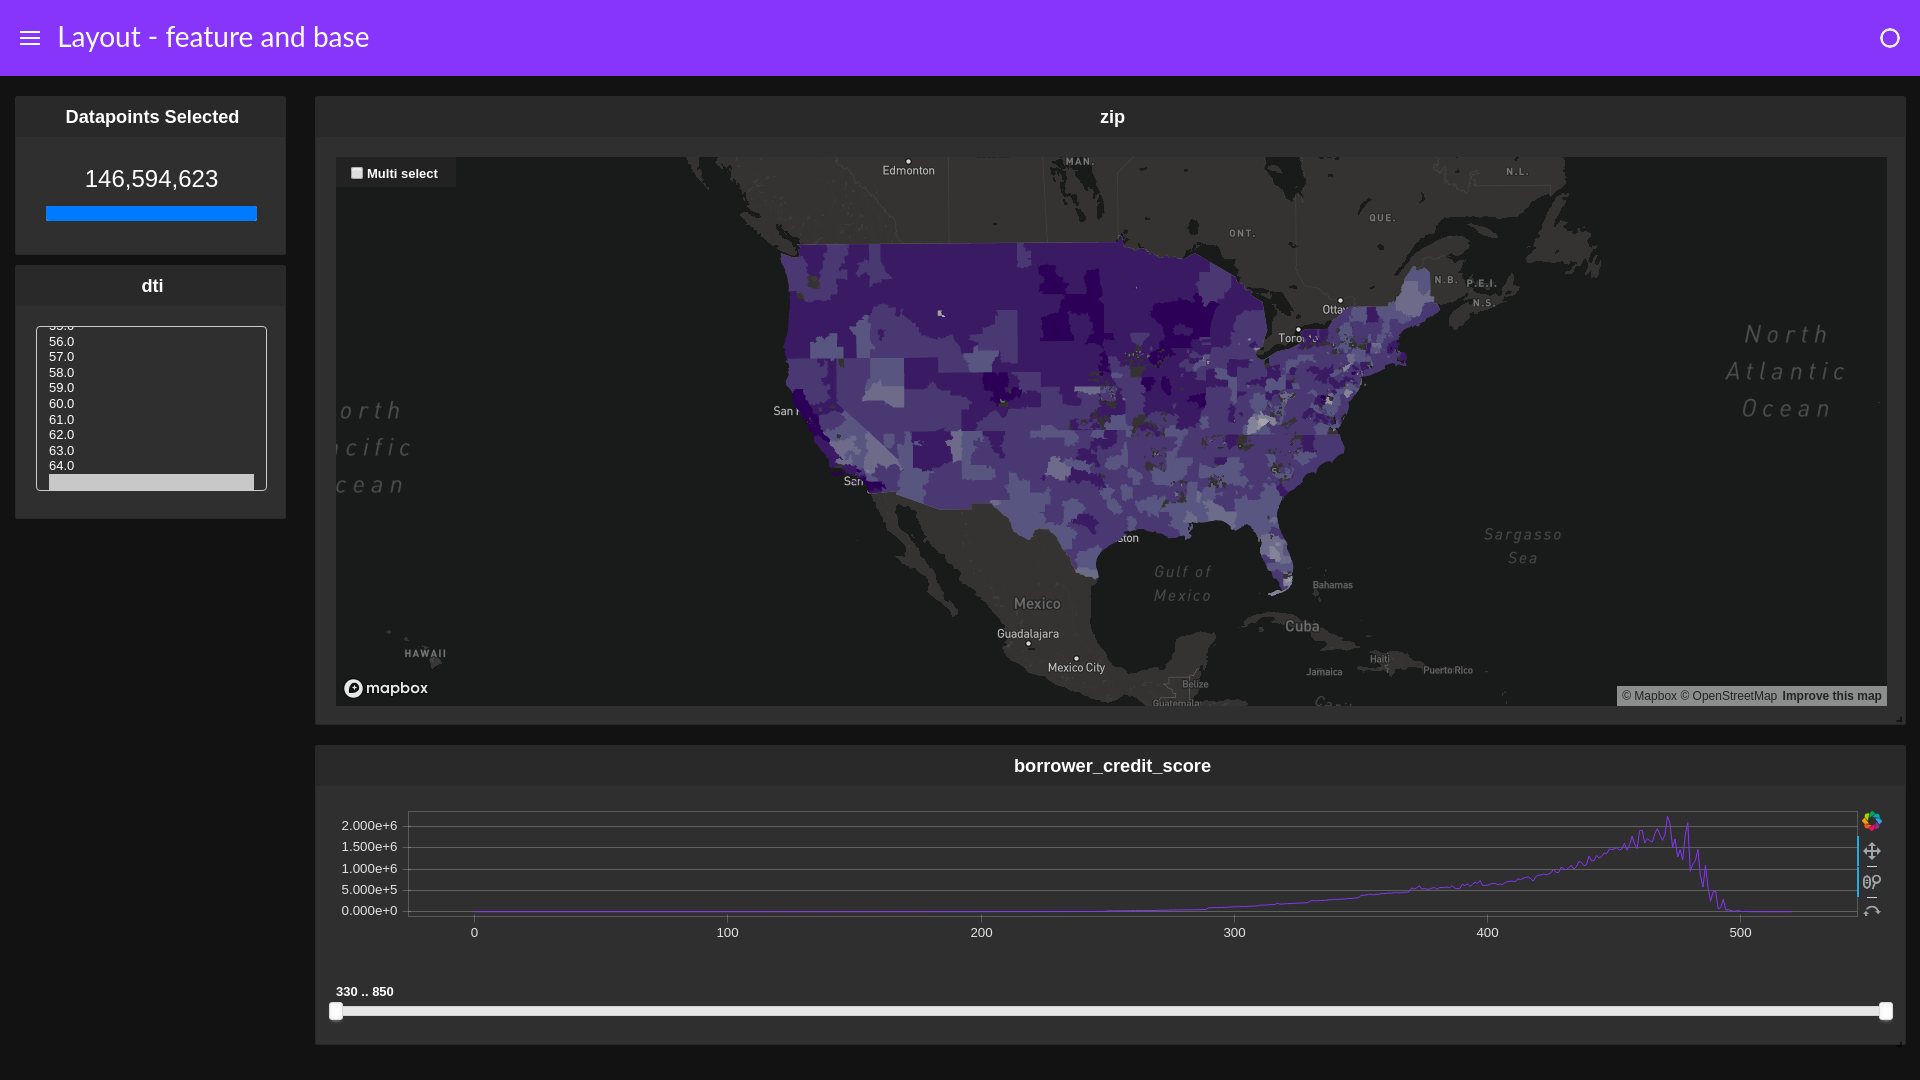 Layout - feature and base
Datapoints Selected
146,594,623
dti
55.0
56.0
57.0
58.0
59.0
60.0
61.0
62.0
63.0
64.0
zip
Multi select
Edmonton
MAN.
N.L.
QUE.
ONT.
N.B.
P.E.I.
N.S.
Otta
Toro
North
Atlantic
Ocean
orth
cific
cean
San
San
ston
Gulf of
Mexico
Sargasso
Sea
Bahamas
Mexico
Cuba
Guadalajara
HAWAII
Mexico City
Haiti
Jamaica
Puerto Rico
Belize
Guatemala
mapbox
© Mapbox © OpenStreetMap Improve this map
borrower_credit_score
2.000e+6
1.500e+6
1.000e+6
5.000e+5
0.000e+0
0 100 200 300 400 500
330 .. 850